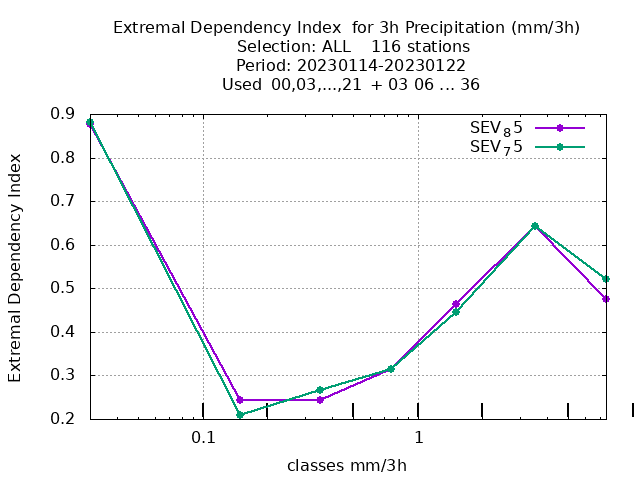 Extremal Dependency Index  for 3h Precipitation (mm/3h)
Selection: ALL    116 stations
Period: 20230114-20230122
Used  00,03,...,21  + 03 06 ... 36
SEV₈5
SEV₇5
Extremal Dependency Index
0.9
0.8
0.7
0.6
0.5
0.4
0.3
0.2
0.1 1
classes mm/3h